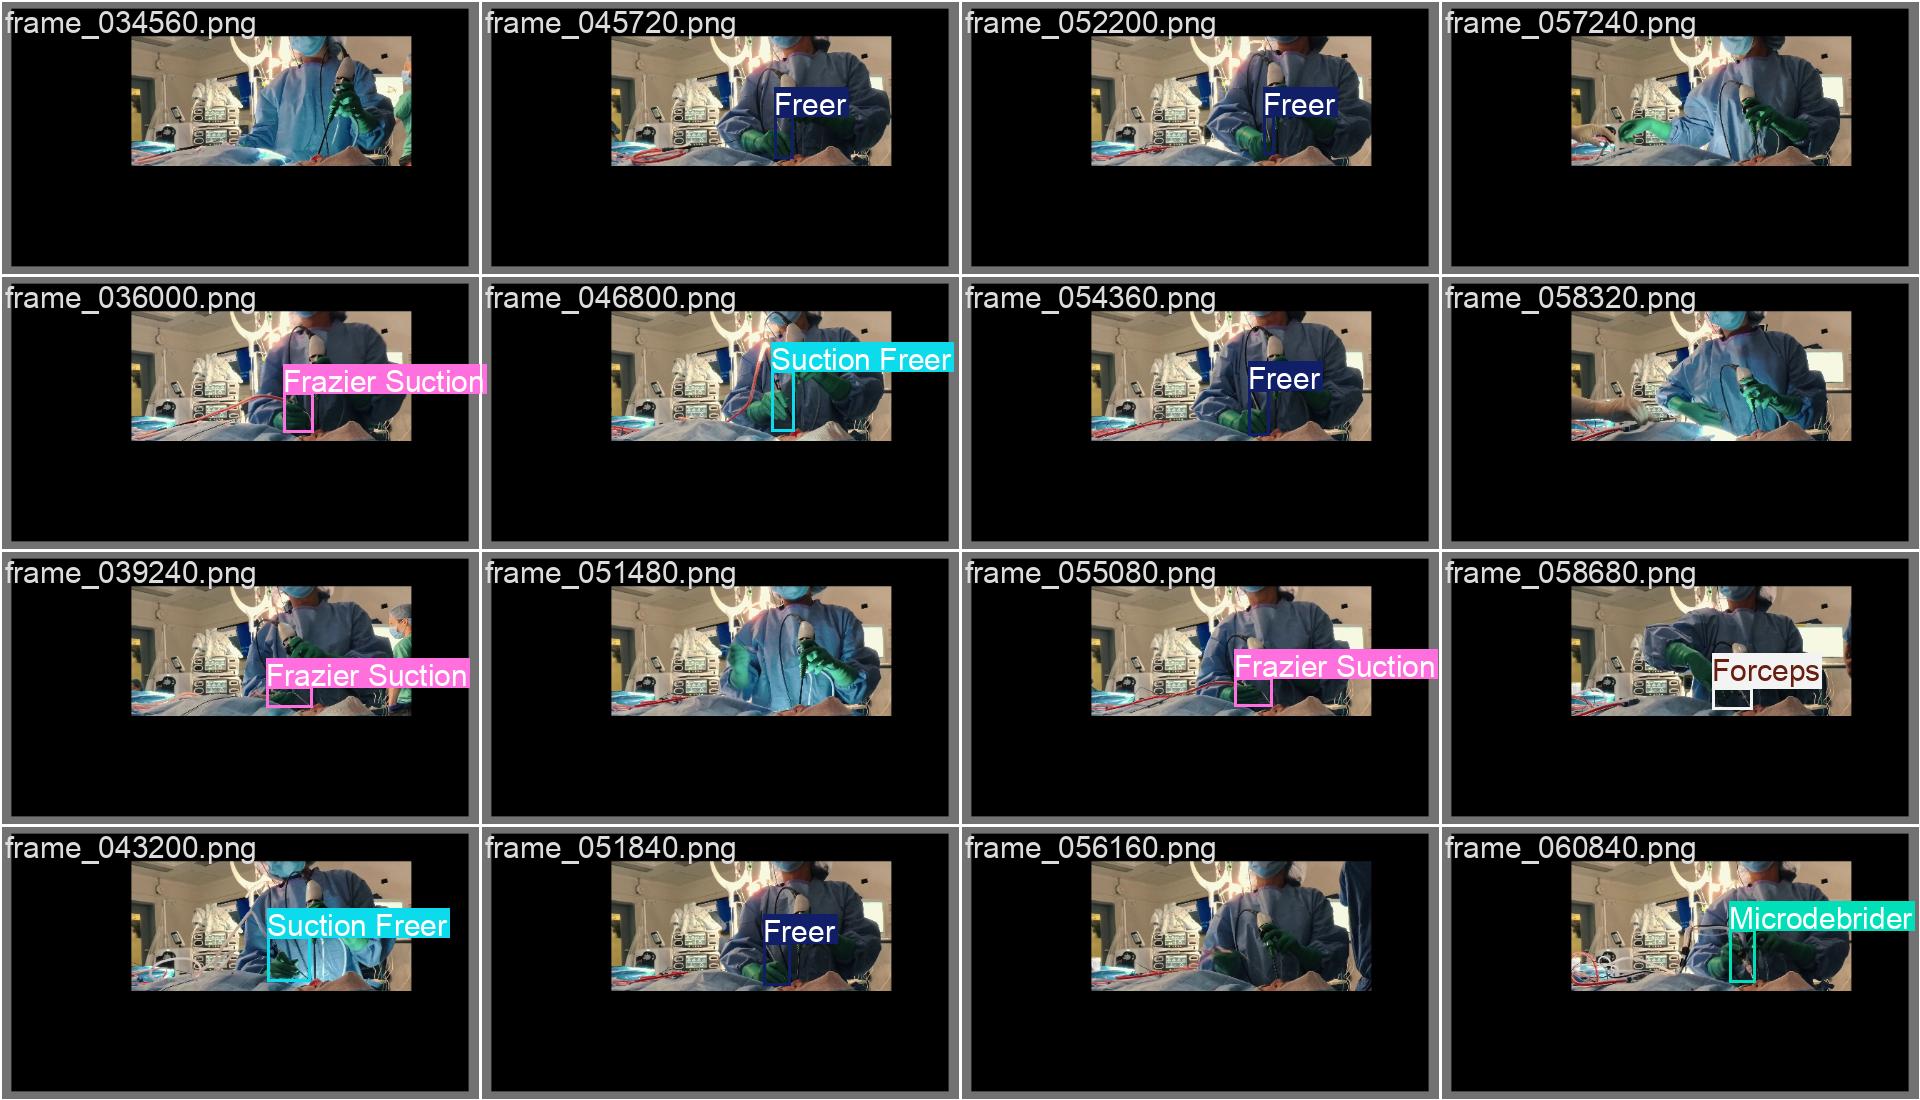 frame_034560.png
frame_045720.png
Freer
frame_052200.png
Freer
frame_057240.png
frame_036000.png
Frazier Suction
frame_046800.png
Suction Freer
frame_054360.png
Freer
frame_058320.png
frame_039240.png
Frazier Suction
frame_051480.png
frame_055080.png
Frazier Suction
frame_058680.png
Forceps
frame_043200.png
Suction Freer
frame_051840.png
Freer
frame_056160.png
frame_060840.png
Microdebrider